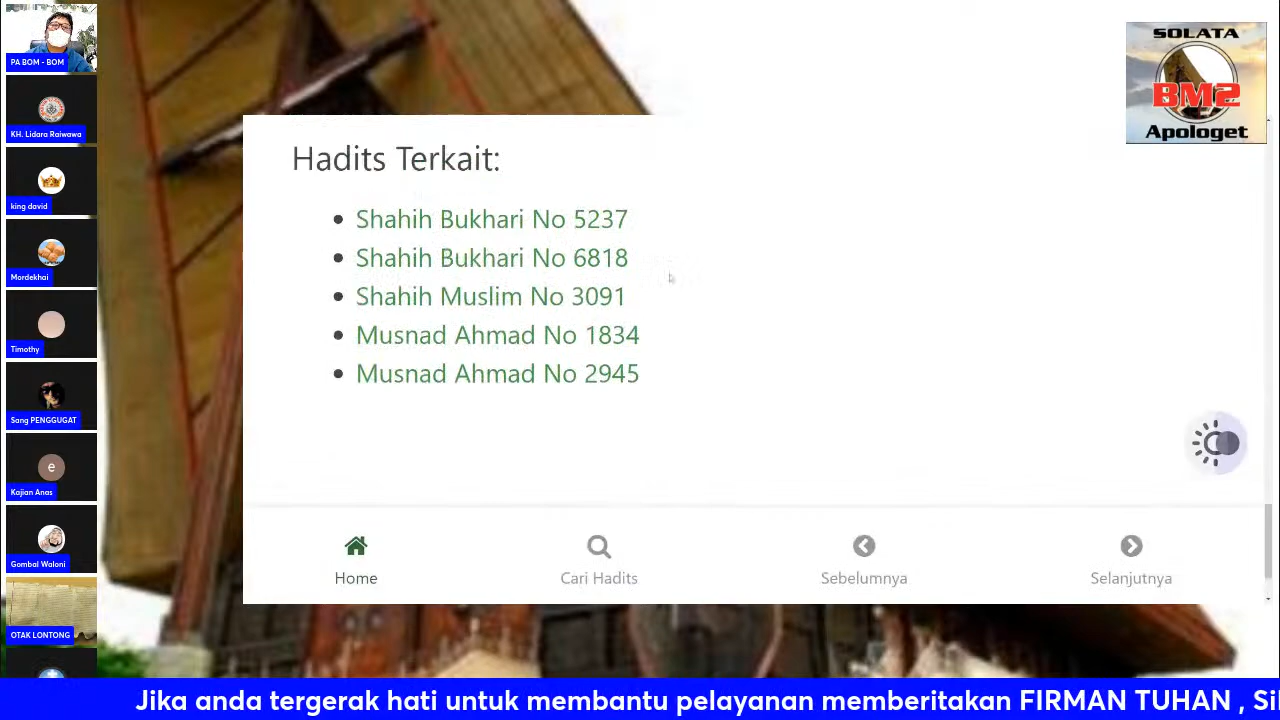 PA BOM - BOM
KH. Lidara Raiwawa
king david
Mordekhai
Timothy
Sang PENGGUGAT
e
Kajian Anas
Gombal Waloni
OTAK LONTONG
SOLATA
BM2
Apologet
Hadits Terkait:
Shahih Bukhari No 5237
Shahih Bukhari No 6818
Shahih Muslim No 3091
Musnad Ahmad No 1834
Musnad Ahmad No 2945
Home
Cari Hadits
Sebelumnya
Selanjutnya
Jika anda tergerak hati untuk membantu pelayanan memberitakan FIRMAN TUHAN , Sil